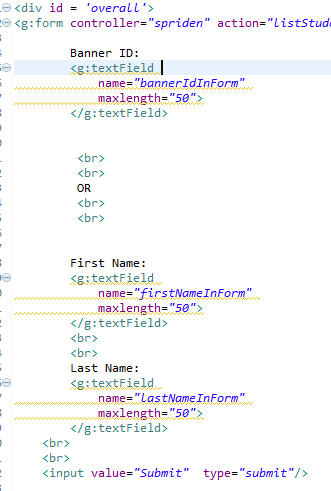 <div id = 'overall'>
<g:form controller="spriden" action="listStude
Banner ID:
<g:textField
name="bannerIdInForm"
maxlength="50">
</g:textField>
<br>
<br>
OR
<br>
<br>
First Name:
<g:textField
name="firstNameInForm"
maxlength="50">
</g:textField>
<br>
<br>
Last Name:
<g:textField
name="lastNameInForm"
maxlength="50">
</g:textField>
<br>
<br>
<input value="Submit"  type="submit"/>